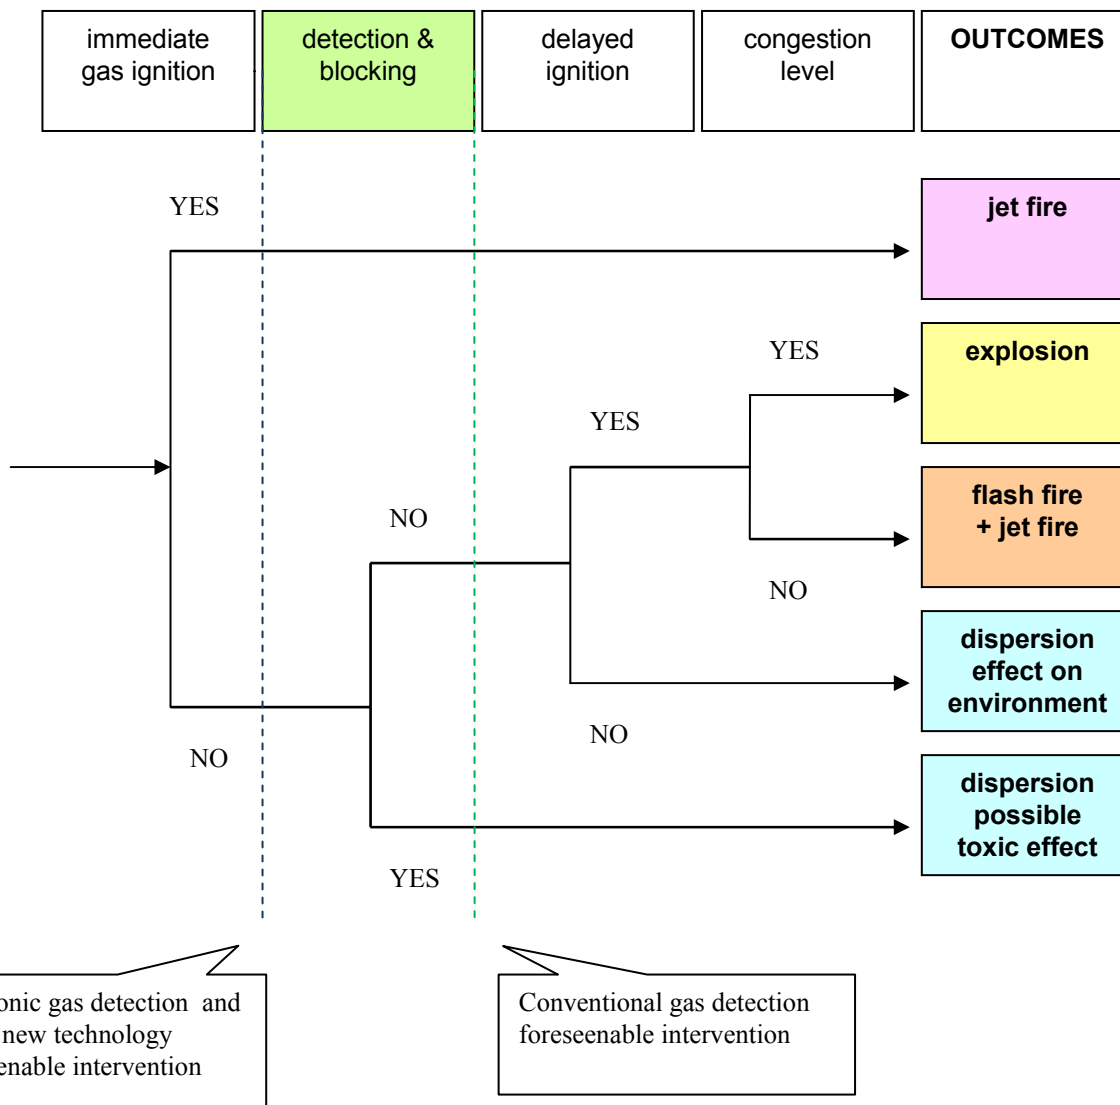 immediate
gas ignition
detection &
blocking
delayed
ignition
congestion
level
OUTCOMES
YES
jet fire
YES
explosion
YES
flash fire
+ jet fire
NO
NO
dispersion
effect on
environment
NO
NO
dispersion
possible
toxic effect
YES
onic gas detection and
new technology
enable intervention
Conventional gas detection
foreseenable intervention